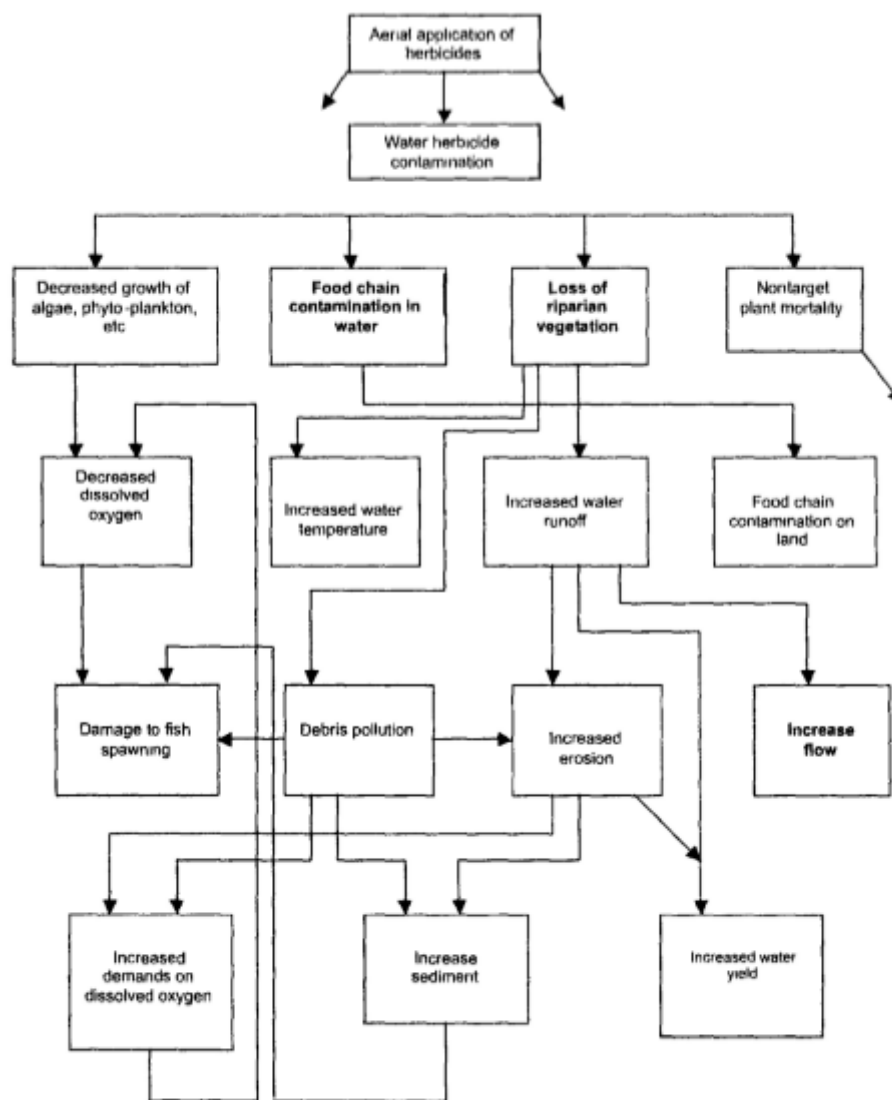 Aerial application of
herbicides
Water herbicide
contamination
Decreased growth of
algae, phyto-plankton,
etc
Food chain
contamination in
water
Loss of
riparian
vegetation
Nontarget
plant mortality
Decreased
dissolved
oxygen
Increased water
temperature
Increased water
runoff
Food chain
contamination on
land
Damage to fish
spawning
Debris pollution
Increased
erosion
Increase
flow
Increased
demands on
dissolved oxygen
Increase
sediment
Increased water
yield